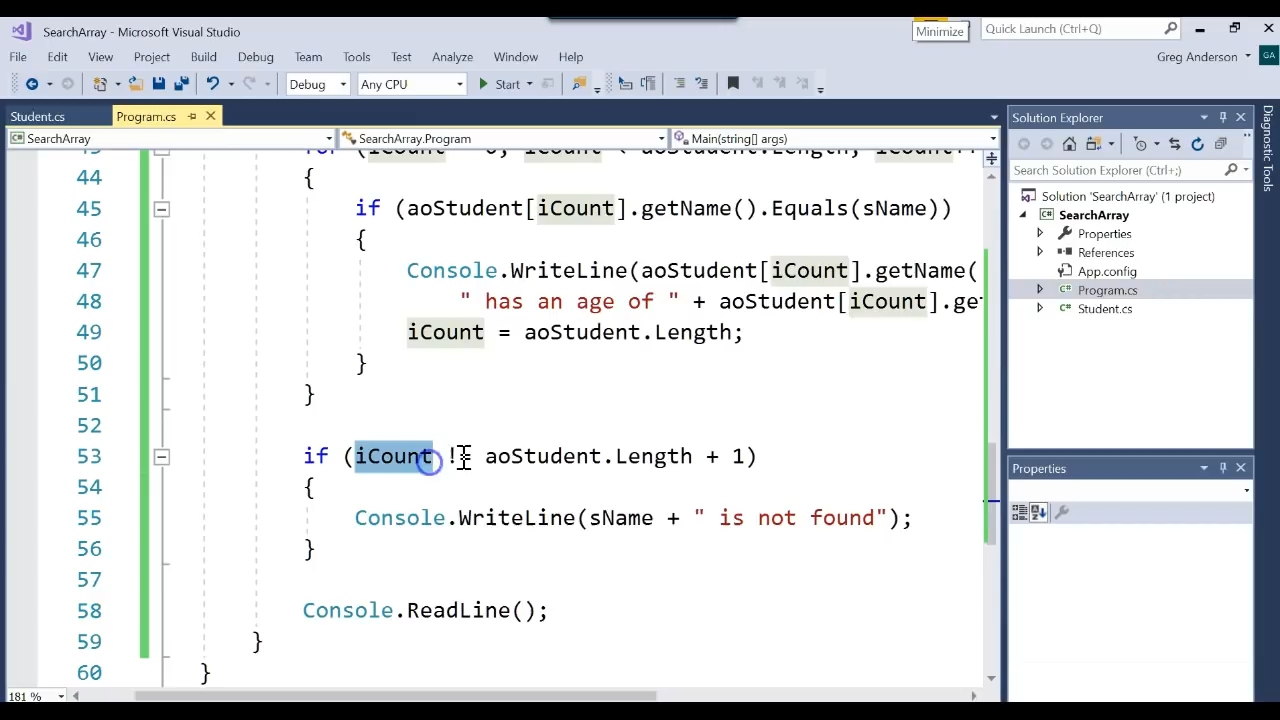 SearchArray - Microsoft Visual Studio
Minimize
Quick Launch (Ctrl+;)
File Edit View Project Build Debug Team Tools Test Analyze Window Help
Greg Anderson GA
Debug Any CPU Start
Student.cs Program.cs
SearchArray SearchArray.Program Main(string[] args)
44 {
45 if (aoStudent[iCount].getName().Equals(sName))
46 {
47 Console.WriteLine(aoStudent[iCount].getName(
48 " has an age of " + aoStudent[iCount].ge
49 iCount = aoStudent.Length;
50 }
51 }
52
53 if (iCount != aoStudent.Length + 1)
54 {
55 Console.WriteLine(sName + " is not found");
56 }
57
58 Console.ReadLine();
59 }
60 }
181 %
Solution Explorer
Search Solution Explorer (Ctrl+;)
Solution 'SearchArray' (1 project)
SearchArray
Properties
References
App.config
Program.cs
Student.cs
Properties
Diagnostic Tools